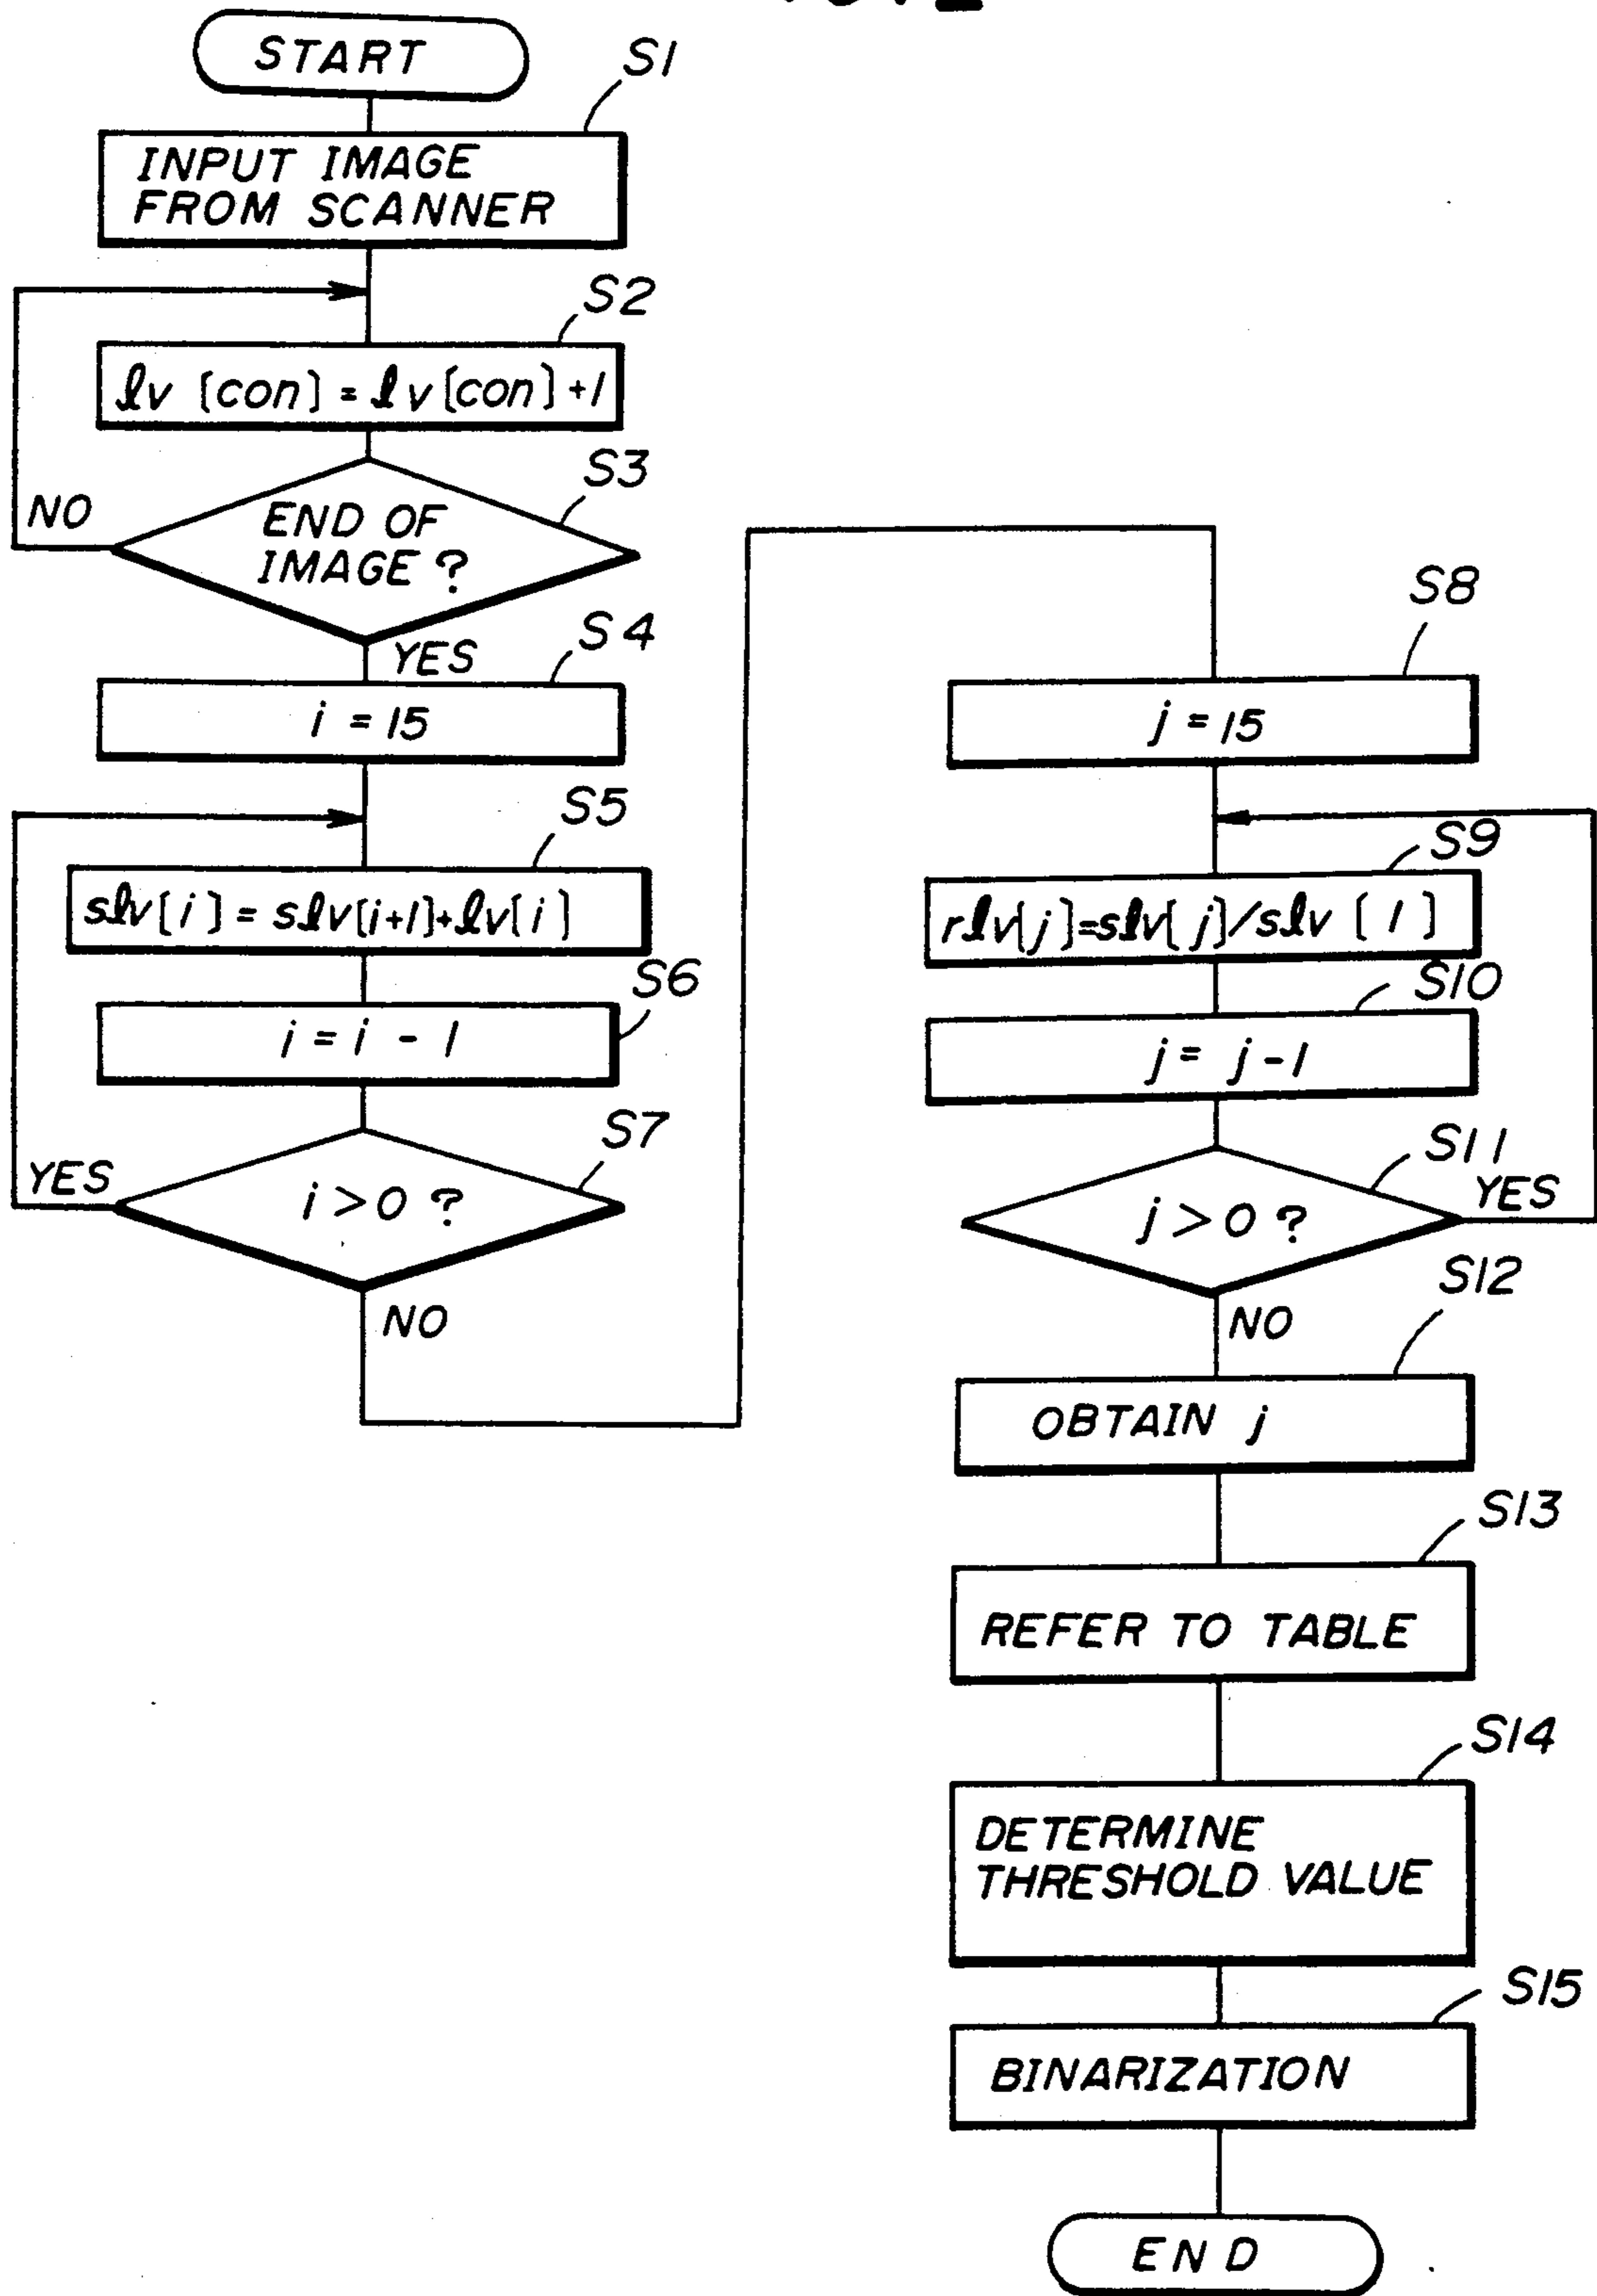 START
S1
INPUT IMAGE
FROM SCANNER
S2
lv [con] = lv [con] +1
S3
END OF
IMAGE ?
NO
YES
S4
i = 15
S5
slv [i] = slv [i+1] + lv [i]
S6
i = i - 1
S7
i > 0 ?
YES
NO
S8
j = 15
S9
rlv [j] = slv [j] / slv [1]
S10
j = j - 1
S11
j > 0 ?
YES
NO
S12
OBTAIN j
S13
REFER TO TABLE
S14
DETERMINE
THRESHOLD VALUE
S15
BINARIZATION
END